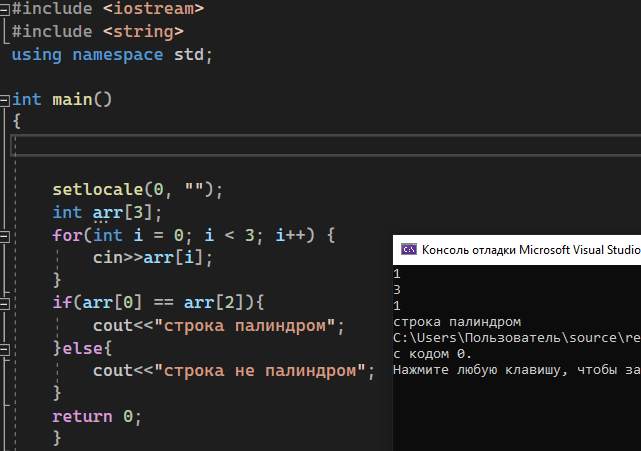 #include <iostream>
#include <string>
using namespace std;
int main()
{
setlocale(0, "");
int arr[3];
for(int i = 0; i < 3; i++) {
cin>>arr[i];
}
if(arr[0] == arr[2]){
cout<<"строка палиндром";
}else{
cout<<"строка не палиндром";
}
return 0;
}
Консоль отладки Microsoft Visual Studio
1
3
1
строка палиндром
C:\Users\Пользователь\source\re
с кодом 0.
Нажмите любую клавишу, чтобы за